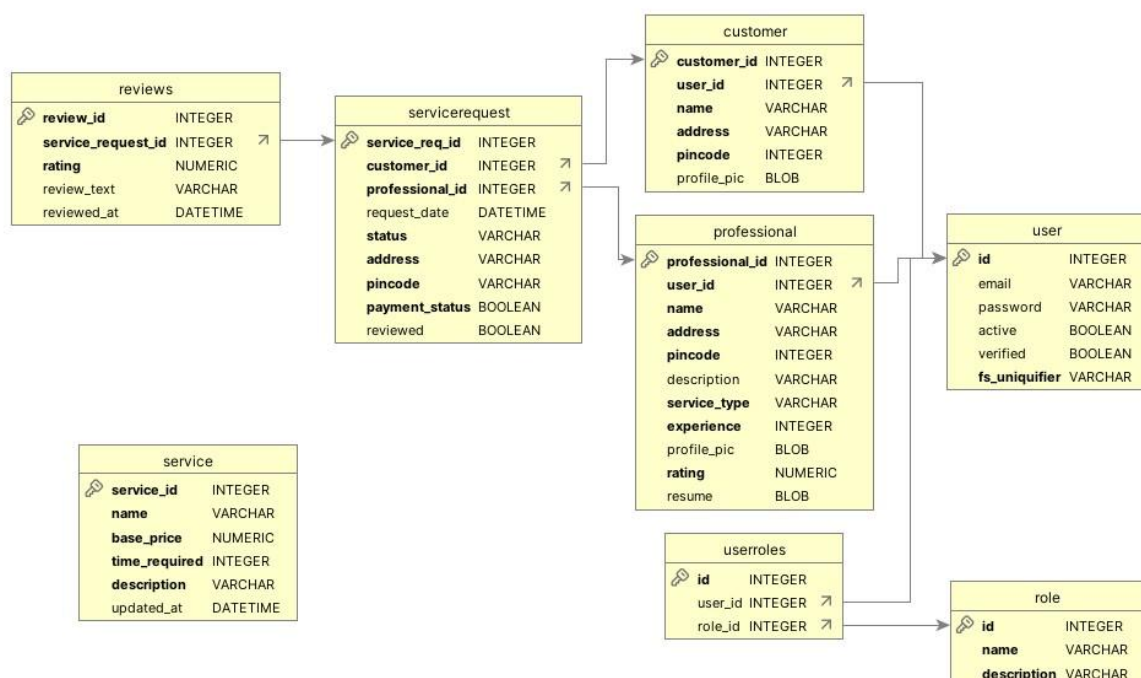 reviews
review_id INTEGER
service_request_id INTEGER
rating NUMERIC
review_text VARCHAR
reviewed_at DATETIME
servicerequest
service_req_id INTEGER
customer_id INTEGER
professional_id INTEGER
request_date DATETIME
status VARCHAR
address VARCHAR
pincode VARCHAR
payment_status BOOLEAN
reviewed BOOLEAN
customer
customer_id INTEGER
user_id INTEGER
name VARCHAR
address VARCHAR
pincode INTEGER
profile_pic BLOB
professional
professional_id INTEGER
user_id INTEGER
name VARCHAR
address VARCHAR
pincode INTEGER
description VARCHAR
service_type VARCHAR
experience INTEGER
profile_pic BLOB
rating NUMERIC
resume BLOB
user
id INTEGER
email VARCHAR
password VARCHAR
active BOOLEAN
verified BOOLEAN
fs_uniquifier VARCHAR
service
service_id INTEGER
name VARCHAR
base_price NUMERIC
time_required INTEGER
description VARCHAR
updated_at DATETIME
userroles
id INTEGER
user_id INTEGER
role_id INTEGER
role
id INTEGER
name VARCHAR
description VARCHAR